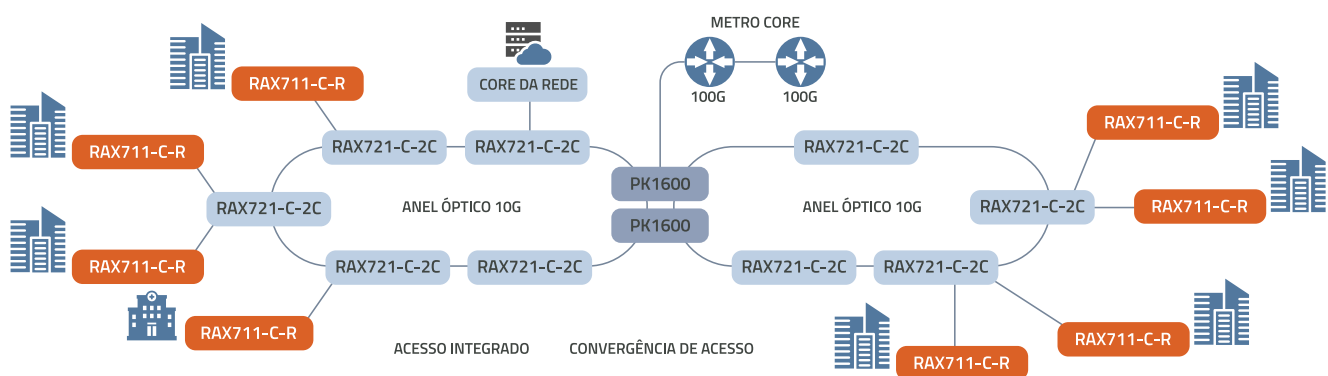 METRO CORE
RAX711-C-R
CORE DA REDE
100G
100G
RAX711-C-R
RAX711-C-R
RAX721-C-2C
RAX721-C-2C
RAX721-C-2C
PK1600
RAX721-C-2C
ANEL ÓPTICO 10G
ANEL ÓPTICO 10G
RAX721-C-2C
RAX711-C-R
PK1600
RAX711-C-R
RAX721-C-2C
RAX721-C-2C
RAX721-C-2C
RAX721-C-2C
RAX711-C-R
RAX711-C-R
ACESSO INTEGRADO
CONVERGÊNCIA DE ACESSO
RAX711-C-R